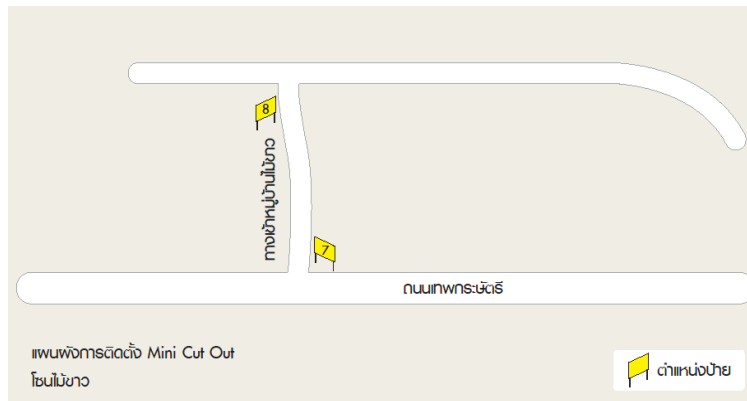 8
ทางเข้าหมู่บ้านไม้ขาว
7
ถนนเทพกระษัตรี
แผนผังการติดตั้ง Mini Cut Out
โซนไม้ขาว
ตำแหน่งป้าย